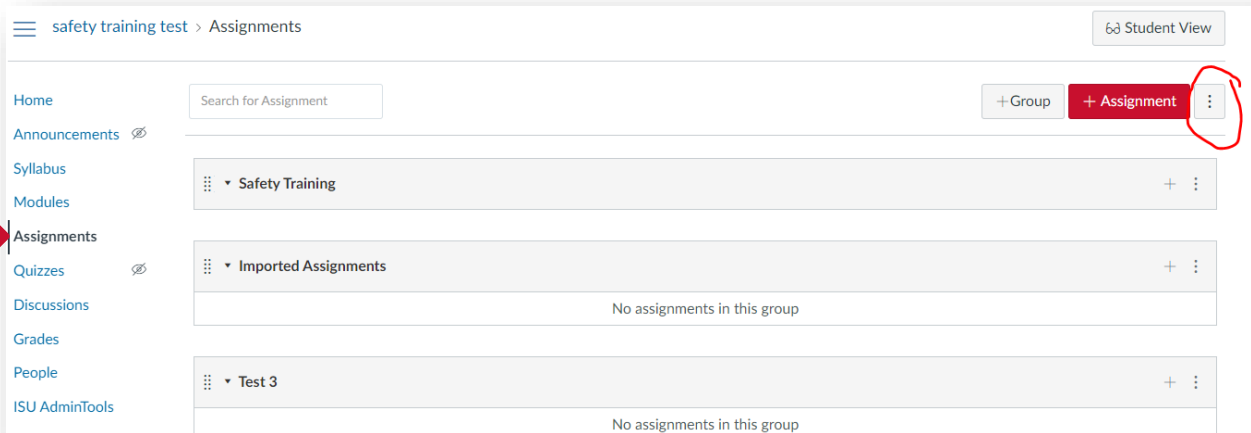 safety training test > Assignments
Student View
Home
Announcements
Syllabus
Modules
Assignments
Quizzes
Discussions
Grades
People
ISU AdminTools
Search for Assignment
+Group
+ Assignment
Safety Training
+
Imported Assignments
+
No assignments in this group
Test 3
+
No assignments in this group